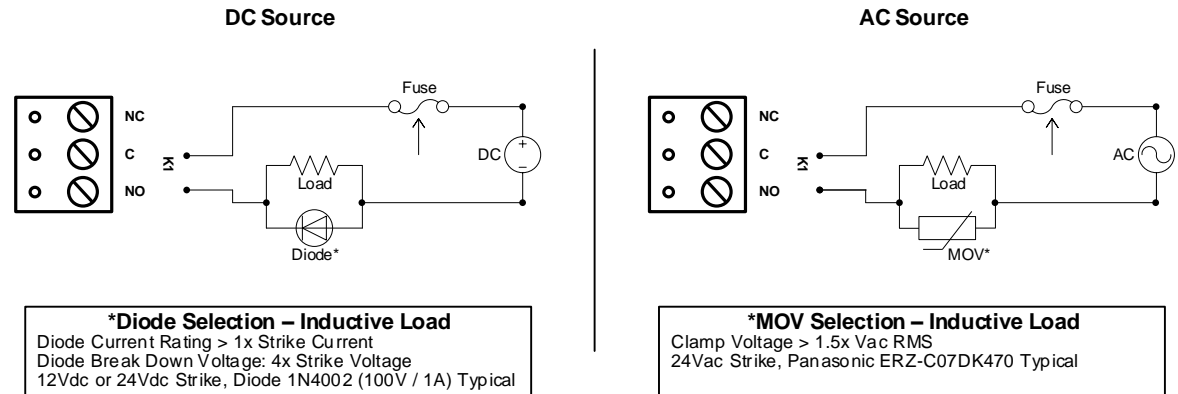 DC Source
Fuse
NC
C
NO
K1
DC
+
–
Load
Diode*
*Diode Selection – Inductive Load
Diode Current Rating > 1x Strike Current
Diode Break Down Voltage: 4x Strike Voltage
12Vdc or 24Vdc Strike, Diode 1N4002 (100V / 1A) Typical
AC Source
Fuse
NC
C
NO
K1
AC
Load
MOV*
*MOV Selection – Inductive Load
Clamp Voltage > 1.5x Vac RMS
24Vac Strike, Panasonic ERZ-C07DK470 Typical